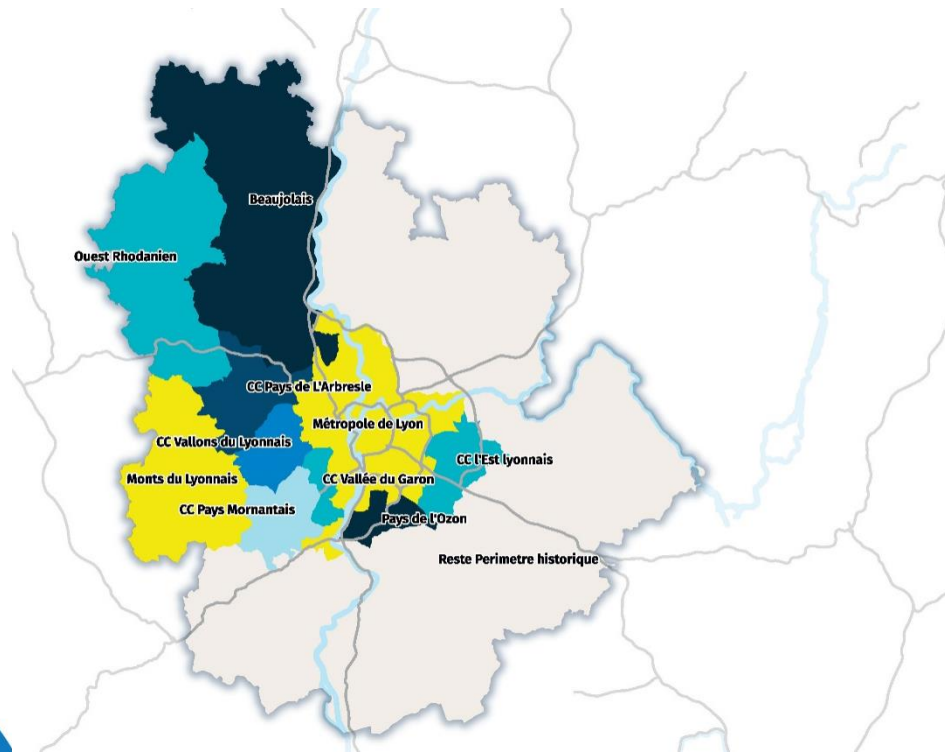 Beaujolais
Ouest Rhodanien
CC Pays de L'Arbresle
Métropole de Lyon
CC Vallons du Lyonnais
CC l'Est lyonnais
Monts du Lyonnais
CC Vallée du Garon
CC Pays Mornantais
Pays de l'Ozon
Reste Perimetre historique